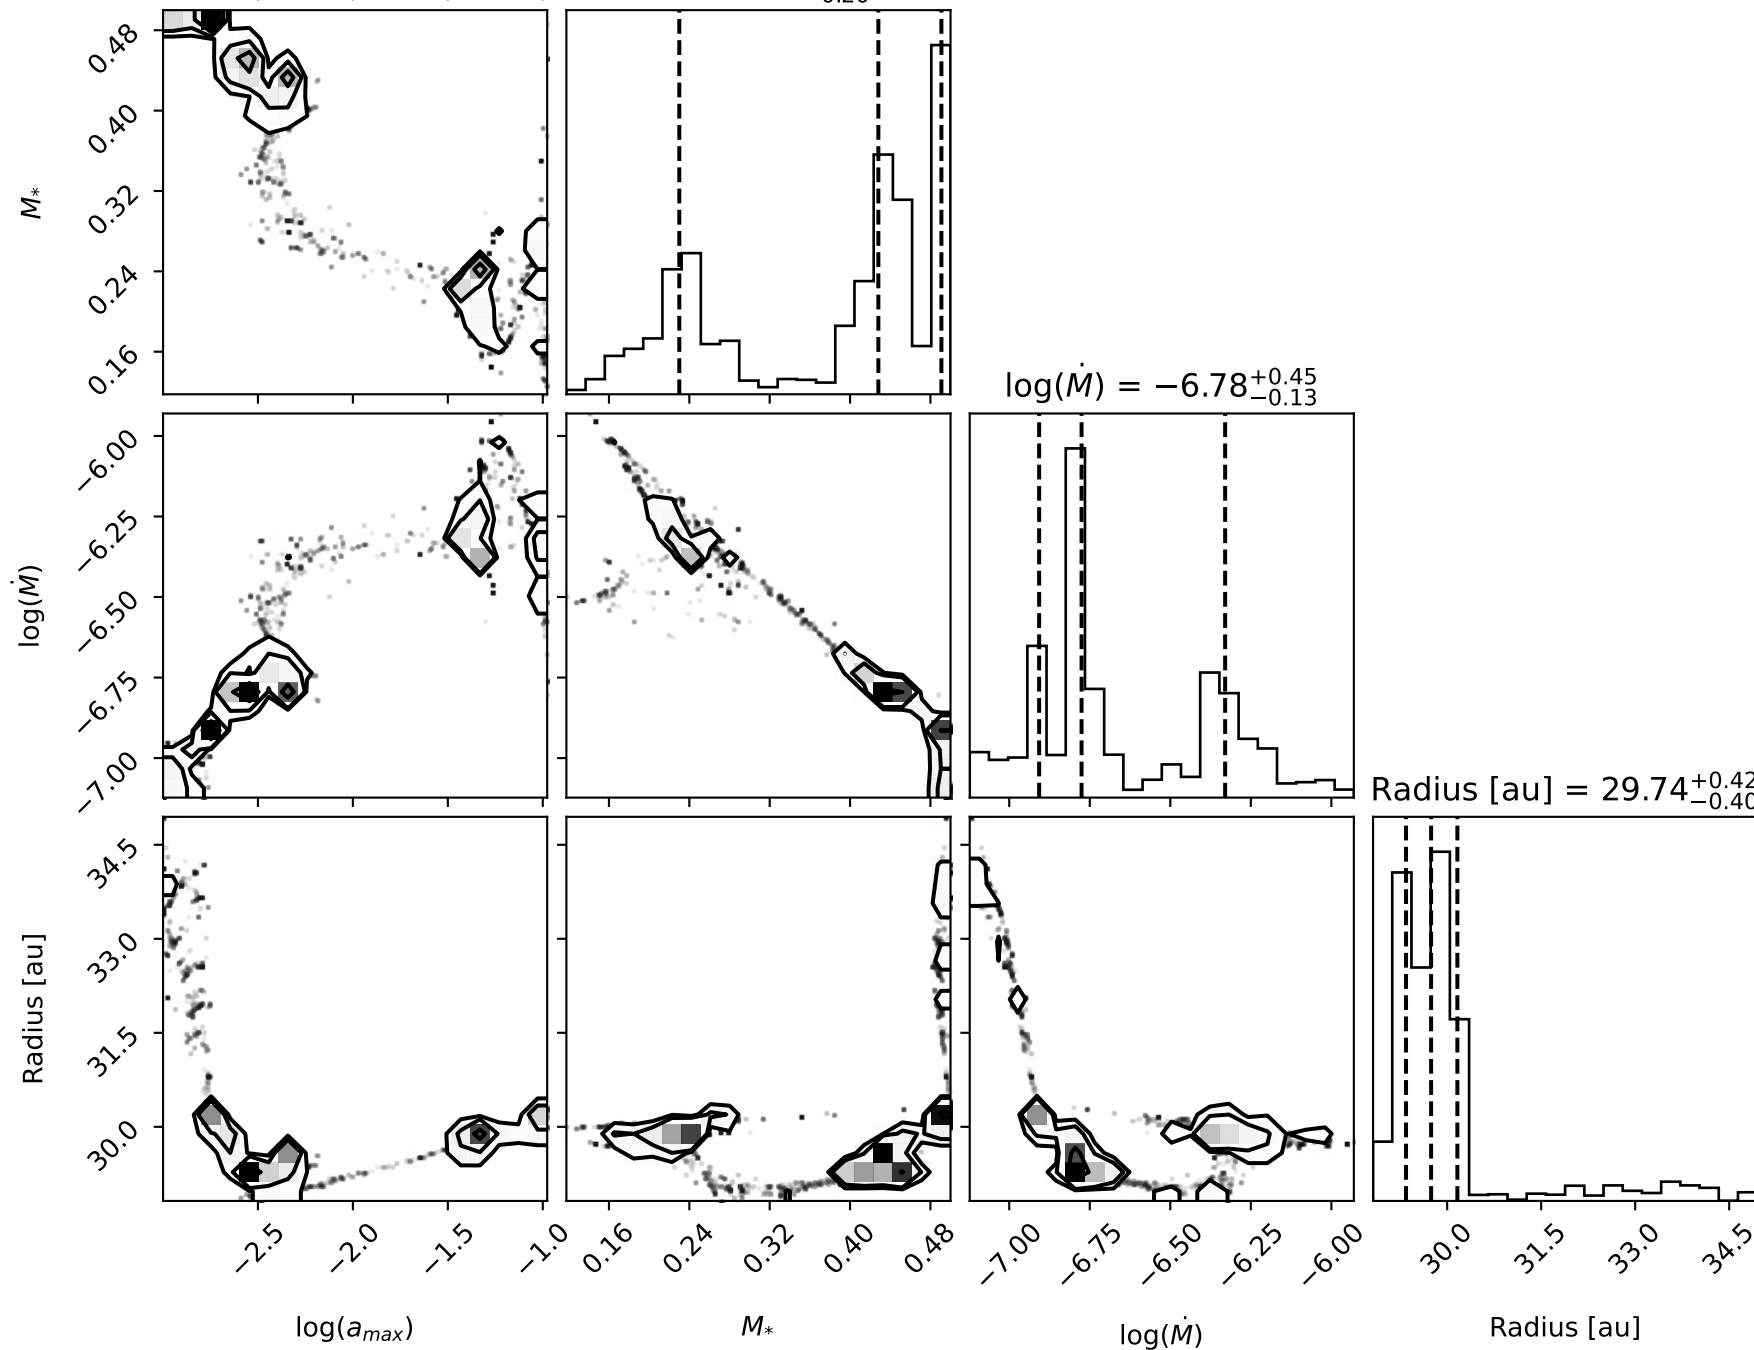 0.48
0.40
0.32
0.24
0.16
M*
log(Ṁ) = −6.78 +0.45 −0.13
−6.00
−6.25
−6.50
−6.75
−7.00
log(Ṁ)
Radius [au] = 29.74 +0.42 −0.40
34.5
33.0
31.5
30.0
Radius [au]
−2.5 −2.0 −1.5 −1.0 0.16 0.24 0.32 0.40 0.48 −7.00 −6.75 −6.50 −6.25 −6.00 30.0 31.5 33.0 34.5
log(a_max) M* log(Ṁ) Radius [au]